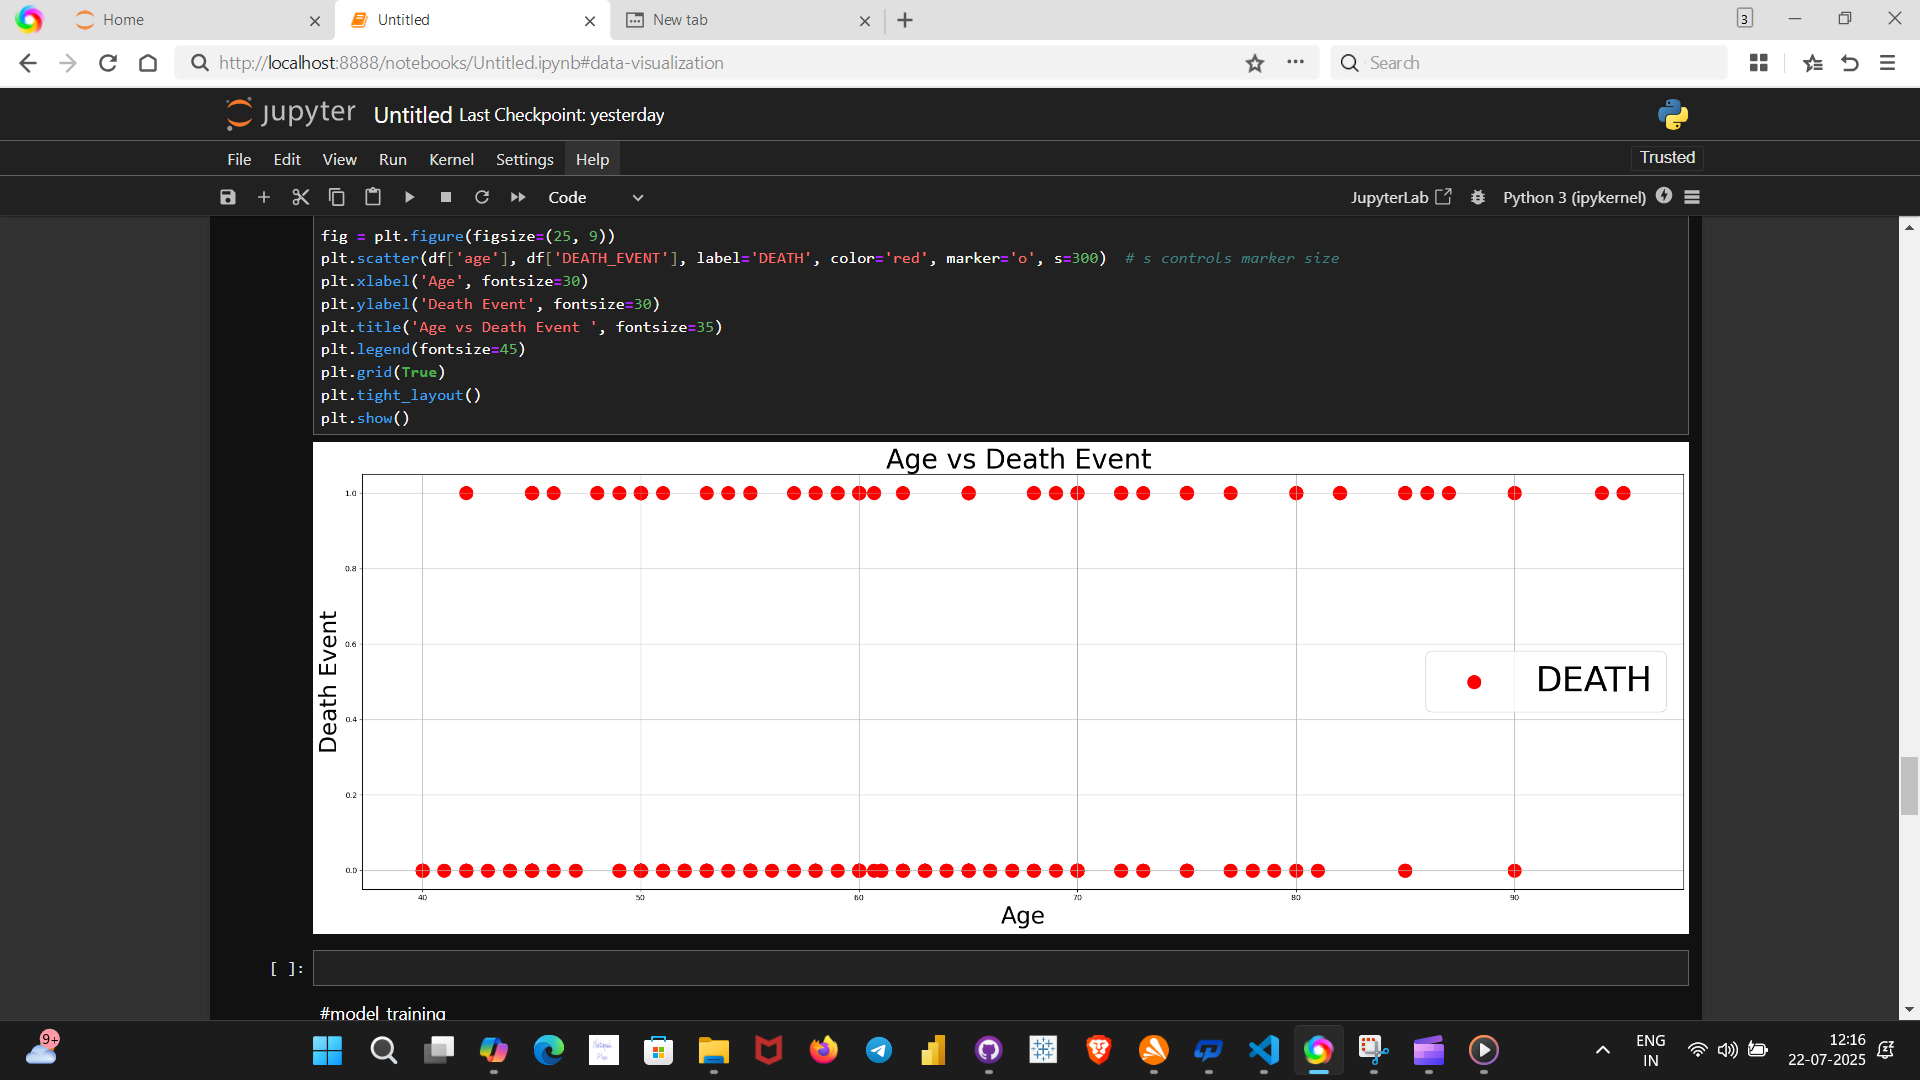 Home
Untitled
New tab
3
http://localhost:8888/notebooks/Untitled.ipynb#data-visualization
Search
jupyter Untitled Last Checkpoint: yesterday
File Edit View Run Kernel Settings Help
Trusted
Code
JupyterLab
Python 3 (ipykernel)
fig = plt.figure(figsize=(25, 9))
plt.scatter(df['age'], df['DEATH_EVENT'], label='DEATH', color='red', marker='o', s=300)  # s controls marker size
plt.xlabel('Age', fontsize=30)
plt.ylabel('Death Event', fontsize=30)
plt.title('Age vs Death Event ', fontsize=35)
plt.legend(fontsize=45)
plt.grid(True)
plt.tight_layout()
plt.show()
Age vs Death Event
1.0
0.8
0.6
0.4
0.2
0.0
Death Event
DEATH
40 50 60 70 80 90
Age
[ ]:
#model training
9+
ENG
IN
12:16
22-07-2025